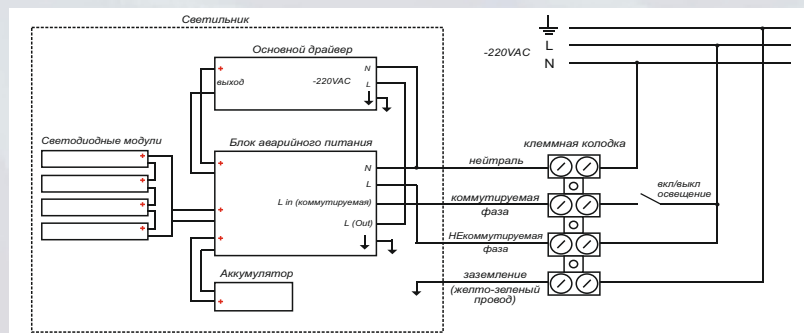 Светильник
Основной драйвер
+
N
-220VAC
выход
L
-220VAC
L
N
Светодиодные модули
+
+
+
+
Блок аварийного питания
+
N
L
L in (коммутируемая)
+
L (Out)
+
Аккумулятор
+
клеммная колодка
нейтраль
коммутируемая
фаза
НЕкоммутируемая
фаза
заземление
(желто-зеленый
провод)
вкл/выкл
освещение